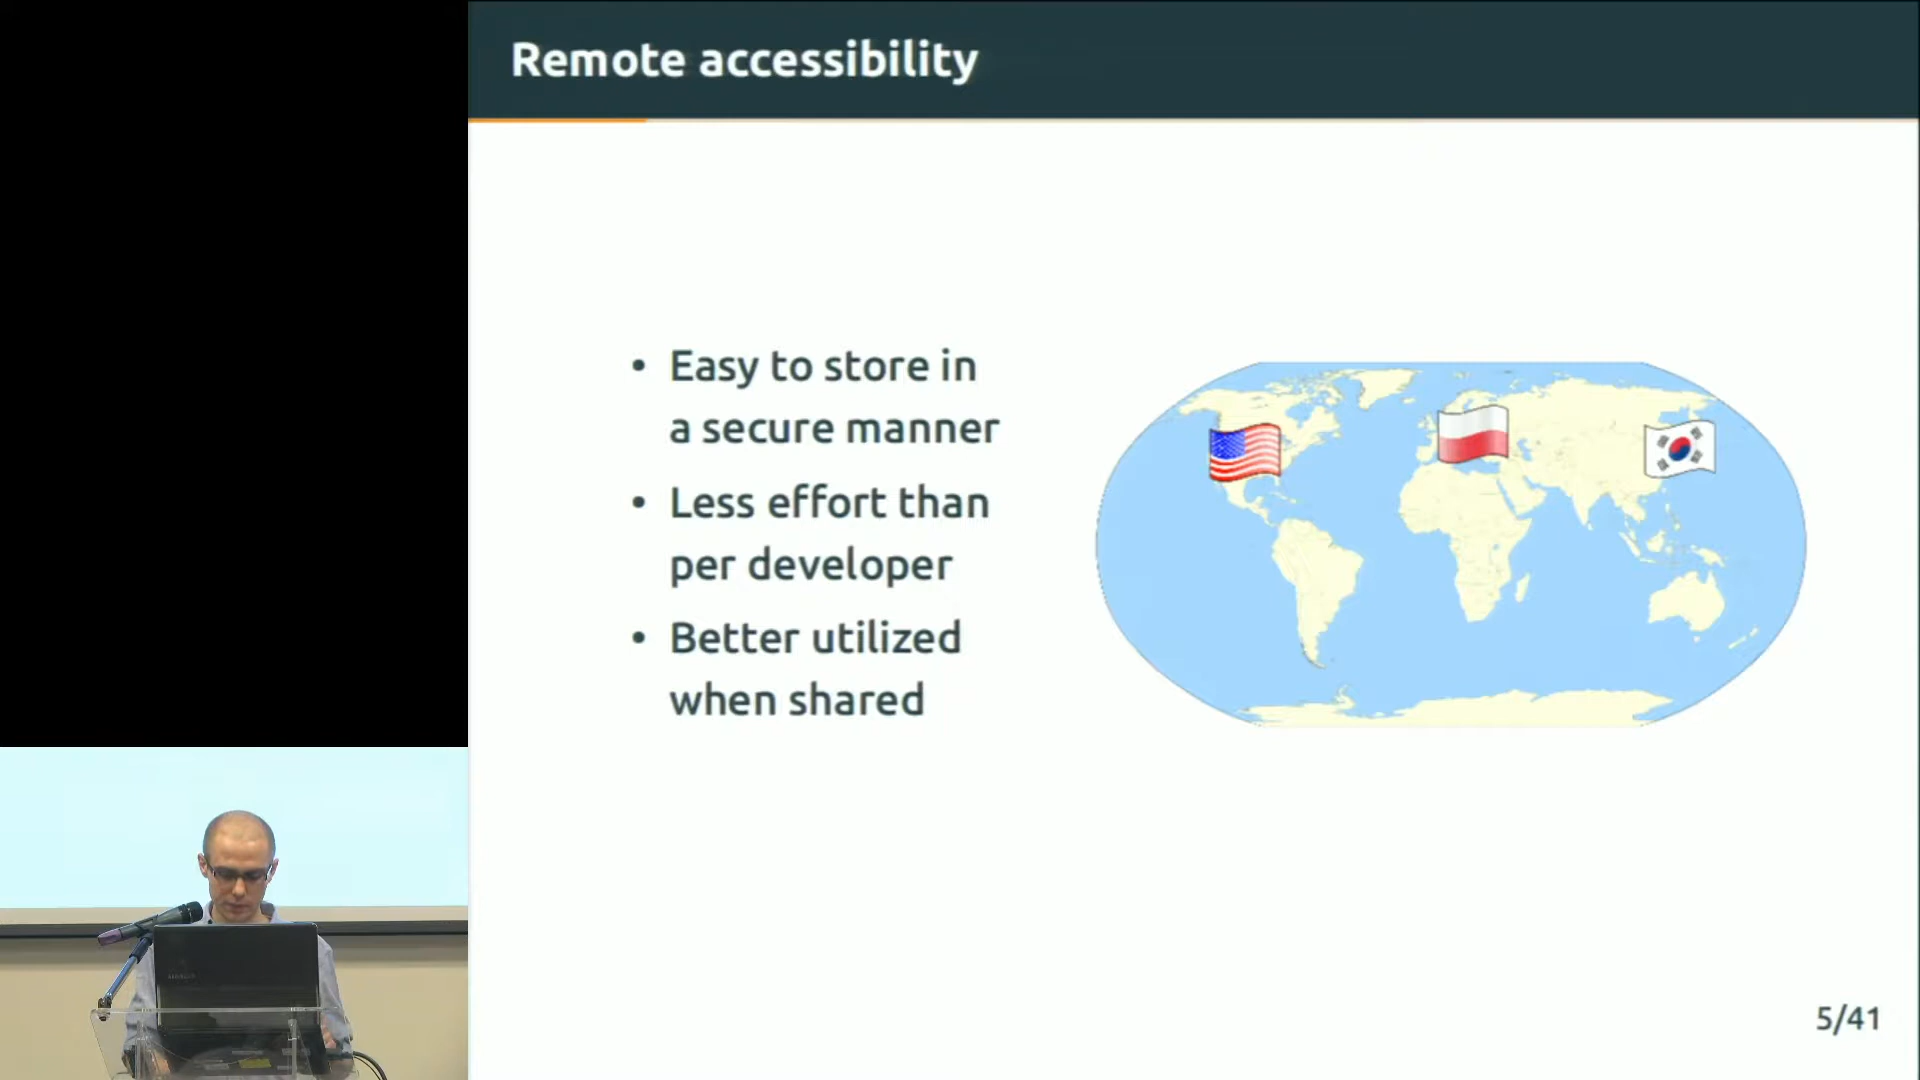 Remote accessibility
• Easy to store in
a secure manner
• Less effort than
per developer
• Better utilized
when shared
5/41